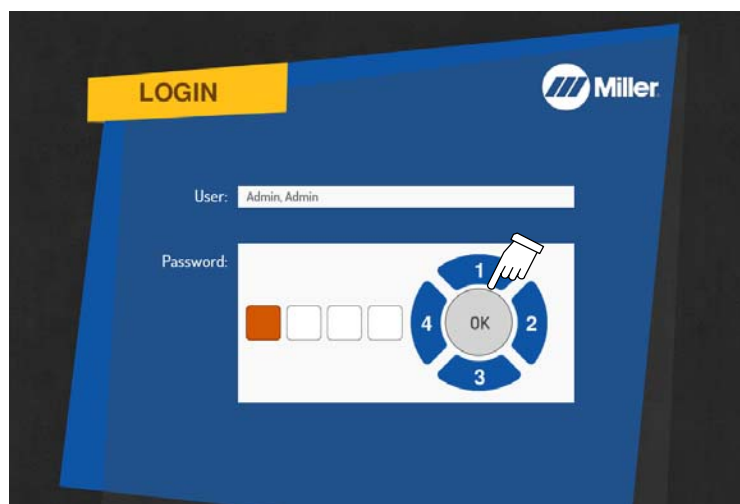 LOGIN
Miller
User: Admin, Admin
Password:
1
4 OK 2
3